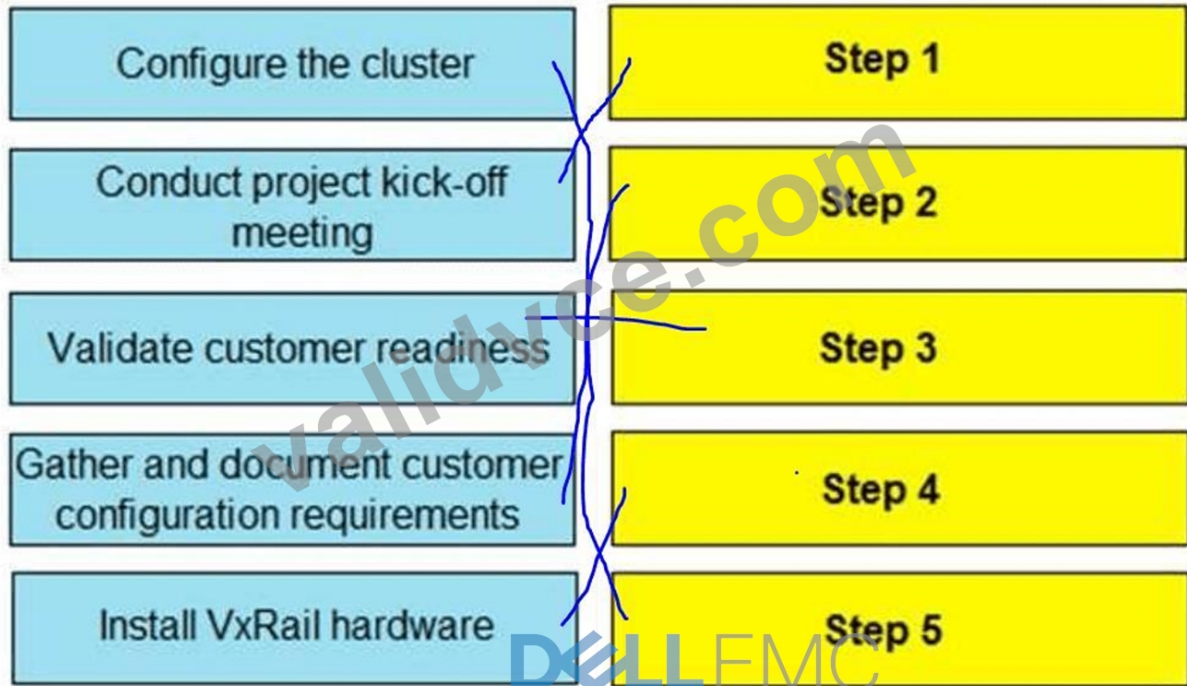 Configure the cluster
Step 1
Conduct project kick-off
meeting
Step 2
Validate customer readiness
Step 3
Gather and document customer
configuration requirements
Step 4
Install VxRail hardware
Step 5
validvce.com
DELLEMC